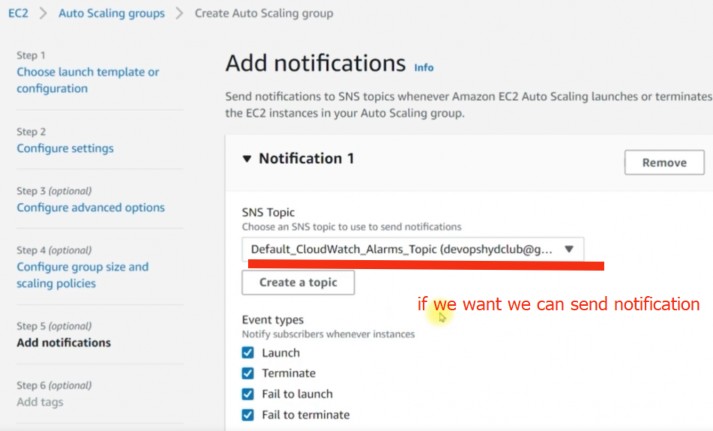 EC2 > Auto Scaling groups > Create Auto Scaling group
Step 1
Choose launch template or
configuration
Step 2
Configure settings
Step 3 (optional)
Configure advanced options
Step 4 (optional)
Configure group size and
scaling policies
Step 5 (optional)
Add notifications
Step 6 (optional)
Add tags
Add notifications Info
Send notifications to SNS topics whenever Amazon EC2 Auto Scaling launches or terminates
the EC2 instances in your Auto Scaling group.
Notification 1
Remove
SNS Topic
Choose an SNS topic to use to send notifications
Default_CloudWatch_Alarms_Topic (devopshydclub@g...
Create a topic
if we want we can send notification
Event types
Notify subscribers whenever instances
Launch
Terminate
Fail to launch
Fail to terminate